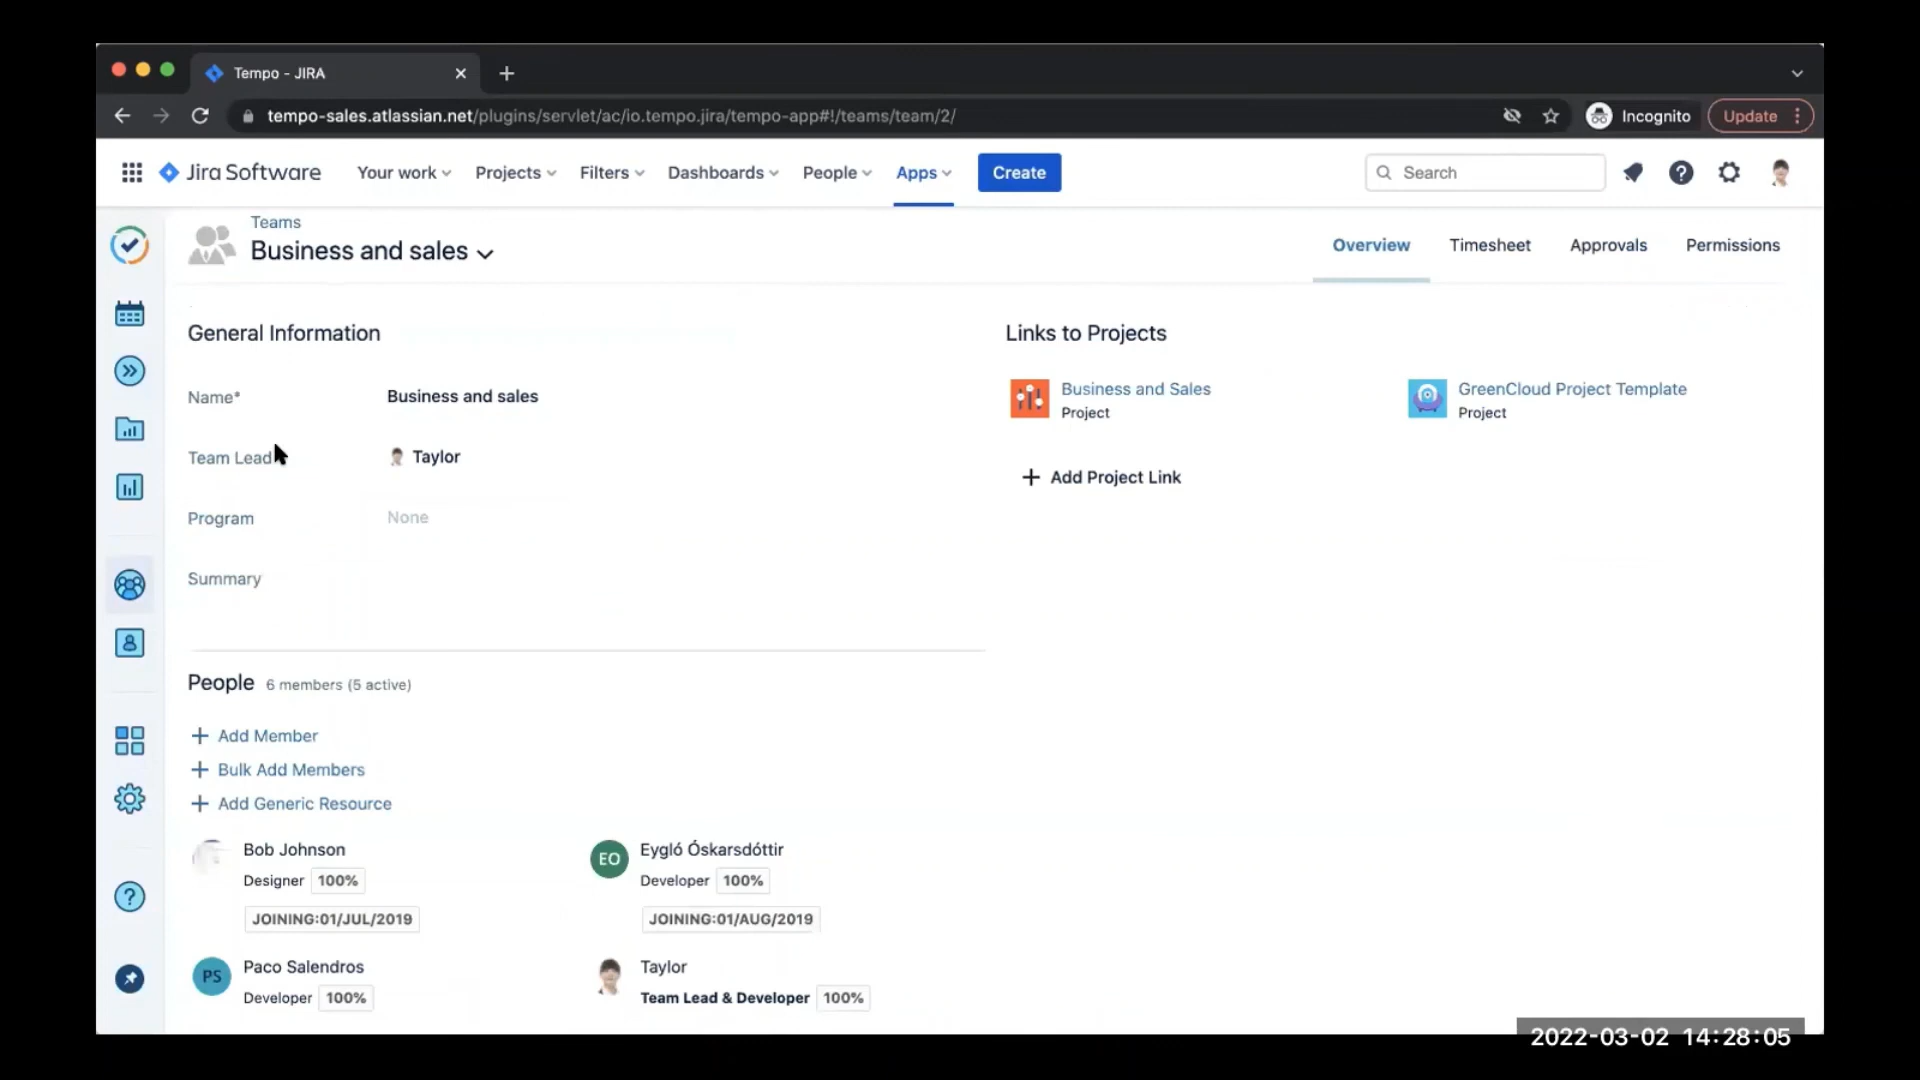 Tempo - JIRA
tempo-sales.atlassian.net/plugins/servlet/ac/io.tempo.jira/tempo-app#!/teams/team/2/
Incognito
Update
Jira Software
Your work
Projects
Filters
Dashboards
People
Apps
Create
Search
Teams
Business and sales
Overview
Timesheet
Approvals
Permissions
General Information
Name*
Business and sales
Team Lead
Taylor
Program
None
Summary
Links to Projects
Business and Sales
Project
GreenCloud Project Template
Project
+ Add Project Link
People 6 members (5 active)
+ Add Member
+ Bulk Add Members
+ Add Generic Resource
Bob Johnson
Designer 100%
JOINING:01/JUL/2019
EO
Eygló Óskarsdóttir
Developer 100%
JOINING:01/AUG/2019
PS
Paco Salendros
Developer 100%
Taylor
Team Lead & Developer 100%
2022-03-02 14:28:05